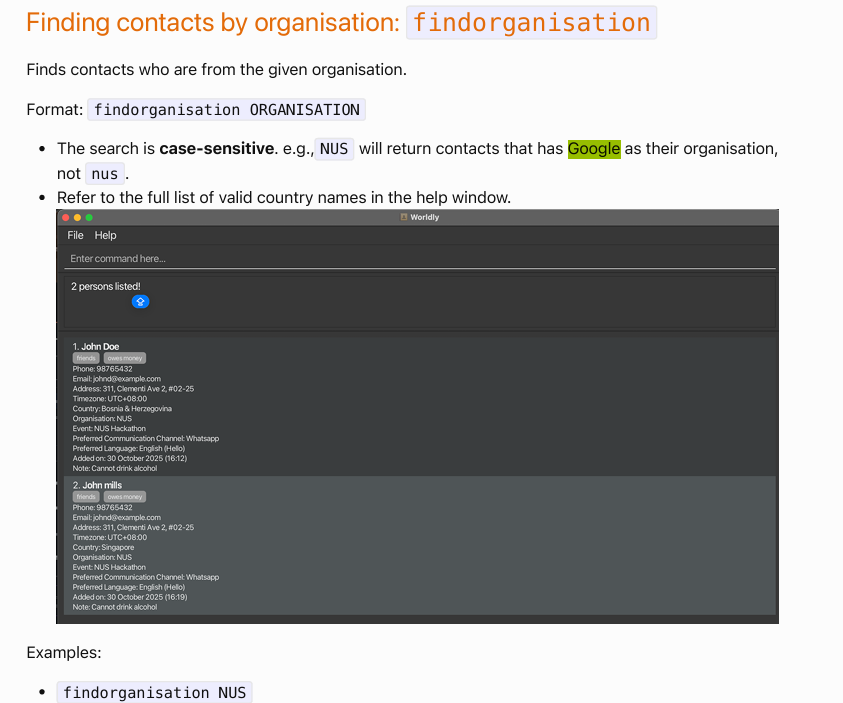 Finding contacts by organisation: findorganisation
Finds contacts who are from the given organisation.
Format: findorganisation ORGANISATION
• The search is case-sensitive. e.g., NUS will return contacts that has Google as their organisation,
not nus .
• Refer to the full list of valid country names in the help window.
Worldly
File Help
Enter command here...
2 persons listed!
1. John Doe
friends owes money
Phone: 98765432
Email: johnd@example.com
Address: 311, Clementi Ave 2, #02-25
Timezone: UTC+08:00
Country: Bosnia & Herzegovina
Organisation: NUS
Event: NUS Hackathon
Preferred Communication Channel: Whatsapp
Preferred Language: English (Hello)
Added on: 30 October 2025 (16:12)
Note: Cannot drink alcohol
2. John mills
friends owes money
Phone: 98765432
Email: johnd@example.com
Address: 311, Clementi Ave 2, #02-25
Timezone: UTC+08:00
Country: Singapore
Organisation: NUS
Event: NUS Hackathon
Preferred Communication Channel: Whatsapp
Preferred Language: English (Hello)
Added on: 30 October 2025 (16:19)
Note: Cannot drink alcohol
Examples:
• findorganisation NUS